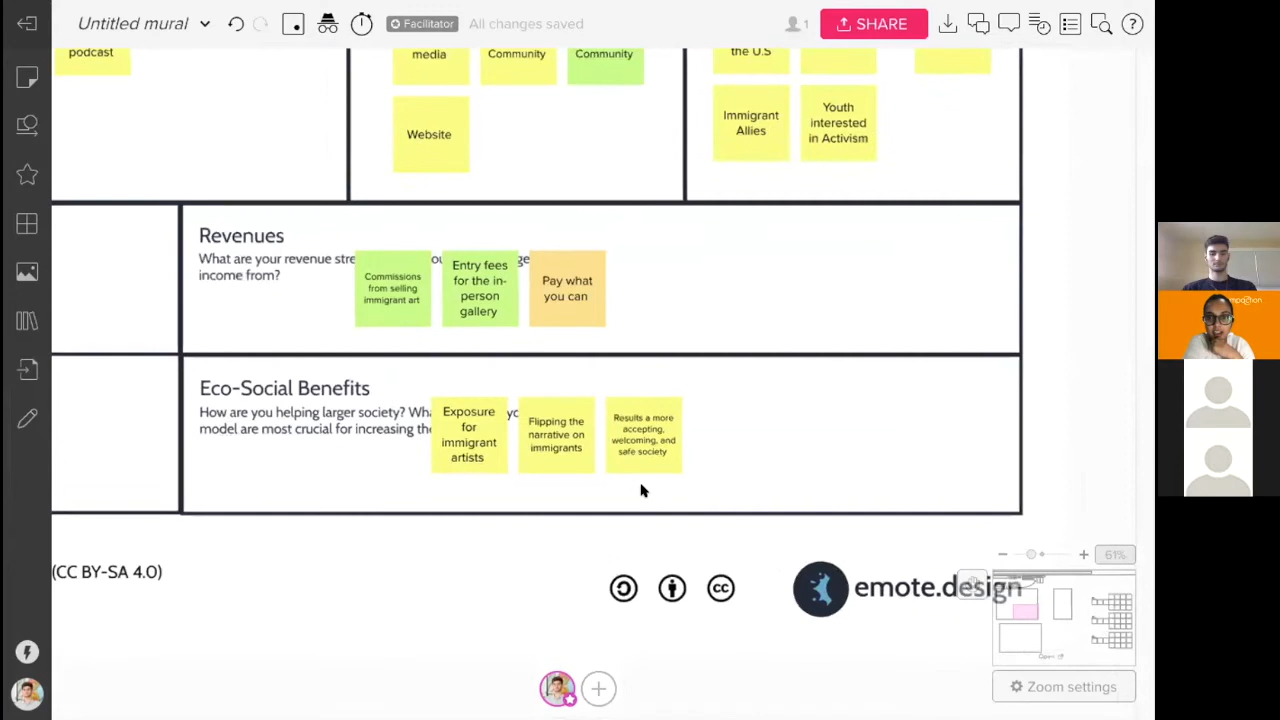 Untitled mural
Facilitator
All changes saved
1
SHARE
podcast
media
Community
Community
the U.S
Website
Immigrant
Allies
Youth
interested
in Activism
Revenues
What are your revenue
income from?
Commissions
from selling
immigrant art
Entry fees
for the in-
person
gallery
Pay what
you can
Eco-Social Benefits
How are you helping larger society?
model are most crucial for increasing
Exposure
for
immigrant
artists
Flipping the
narrative on
immigrants
Results a more
accepting,
welcoming, and
safe society
(CC BY-SA 4.0)
cc
emote.design
61%
Zoom settings